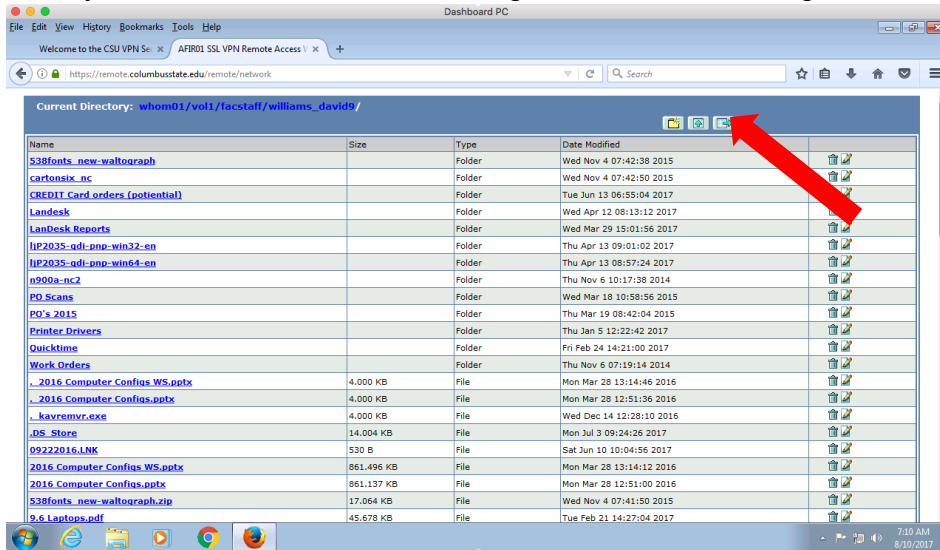 Dashboard PC
File Edit View History Bookmarks Tools Help
Welcome to the CSU VPN Se × AFIR01 SSL VPN Remote Access × +
https://remote.columbusstate.edu/remote/network Search
Current Directory: whom01/vol1/facstaff/williams_david9/
Name Size Type Date Modified
538fonts_new-waltograph Folder Wed Nov 4 07:42:38 2015
cartonsix_nc Folder Wed Nov 4 07:42:50 2015
CREDIT Card orders (potiential) Folder Tue Jun 13 06:55:04 2017
Landesk Folder Wed Apr 12 08:13:12 2017
LanDesk Reports Folder Wed Mar 29 15:01:56 2017
ljP2035-gdi-pnp-win32-en Folder Thu Apr 13 09:01:02 2017
ljP2035-gdi-pnp-win64-en Folder Thu Apr 13 08:57:24 2017
n900a-nc2 Folder Thu Nov 6 10:17:38 2014
PO Scans Folder Wed Mar 18 10:58:56 2015
PO's 2015 Folder Thu Mar 19 08:42:04 2015
Printer Drivers Folder Thu Jan 5 12:22:42 2017
Quicktime Folder Fri Feb 24 14:21:00 2017
Work Orders Folder Thu Nov 6 07:19:14 2014
._2016 Computer Configs WS.pptx 4.000 KB File Mon Mar 28 13:14:46 2016
._2016 Computer Configs.pptx 4.000 KB File Mon Mar 28 12:51:36 2016
._kavremvr.exe 4.000 KB File Wed Dec 14 12:28:10 2016
.DS_Store 14.004 KB File Mon Jul 3 09:24:26 2017
09222016.LNK 530 B File Sat Jun 10 10:04:56 2017
2016 Computer Configs WS.pptx 861.496 KB File Mon Mar 28 13:14:12 2016
2016 Computer Configs.pptx 861.137 KB File Mon Mar 28 12:51:00 2016
538fonts_new-waltograph.zip 17.064 KB File Wed Nov 4 07:41:50 2015
9.6 Laptops.pdf 45.678 KB File Tue Feb 21 14:27:04 2017
7:10 AM
8/10/2017